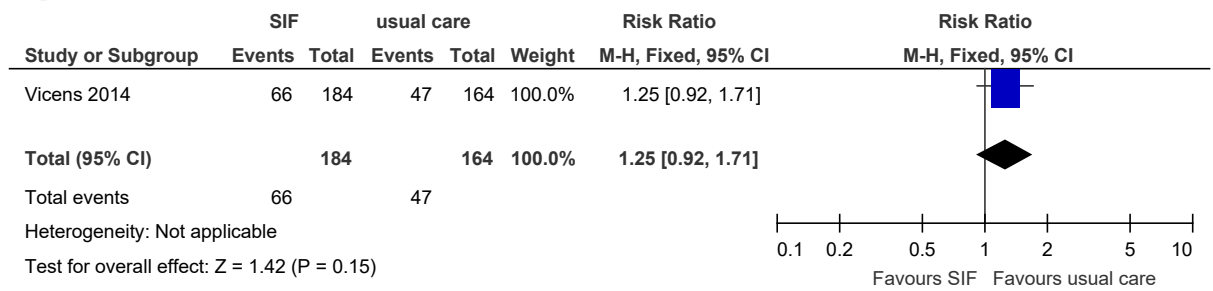 SIF usual care Risk Ratio Risk Ratio
Study or Subgroup Events Total Events Total Weight M-H, Fixed, 95% CI M-H, Fixed, 95% CI
Vicens 2014 66 184 47 164 100.0% 1.25 [0.92, 1.71]
Total (95% CI) 184 164 100.0% 1.25 [0.92, 1.71]
Total events 66 47
Heterogeneity: Not applicable
Test for overall effect: Z = 1.42 (P = 0.15)
0.1 0.2 0.5 1 2 5 10
Favours SIF Favours usual care